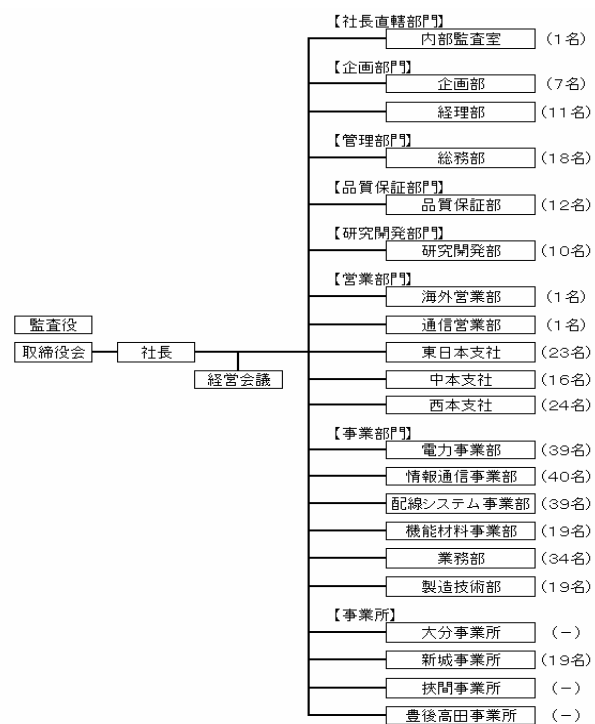 【社長直轄部門】
内部監査室 (1名)
【企画部門】
企画部 (7名)
経理部 (11名)
【管理部門】
総務部 (18名)
【品質保証部門】
品質保証部 (12名)
【研究開発部門】
研究開発部 (10名)
【営業部門】
海外営業部 (1名)
監査役 通信営業部 (1名)
取締役会 社長 東日本支社 (23名)
経営会議 中本支社 (16名)
西本支社 (24名)
【事業部門】
電力事業部 (39名)
情報通信事業部 (40名)
配線システム事業部 (39名)
機能材料事業部 (19名)
業務部 (34名)
製造技術部 (19名)
【事業所】
大分事業所 (-)
新城事業所 (19名)
挾間事業所 (-)
豊後高田事業所 (-)